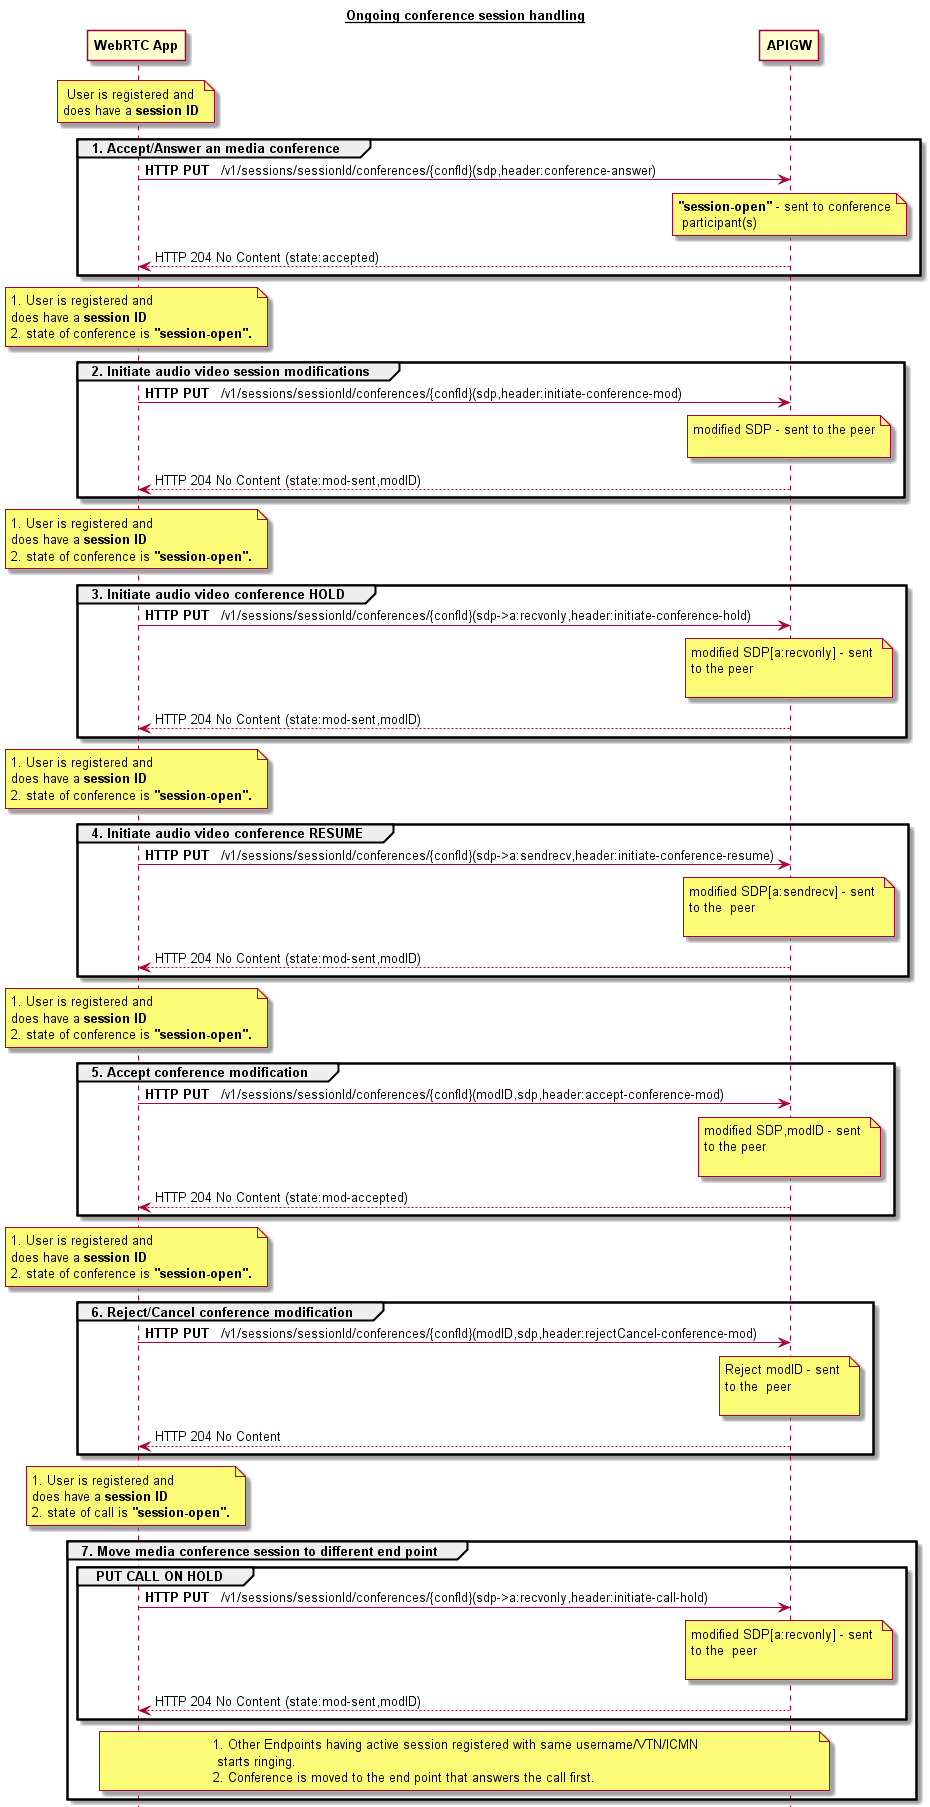 Ongoing conference session handling
WebRTC App
APIGW
User is registered and
does have a session ID
1. Accept/Answer an media conference
HTTP PUT /v1/sessions/sessionId/conferences/{confId}(sdp,header:conference-answer)
"session-open" - sent to conference
participant(s)
HTTP 204 No Content (state:accepted)
1. User is registered and
does have a session ID
2. state of conference is "session-open".
2. Initiate audio video session modifications
HTTP PUT /v1/sessions/sessionId/conferences/{confId}(sdp,header:initiate-conference-mod)
modified SDP - sent to the peer
HTTP 204 No Content (state:mod-sent,modID)
1. User is registered and
does have a session ID
2. state of conference is "session-open".
3. Initiate audio video conference HOLD
HTTP PUT /v1/sessions/sessionId/conferences/{confId}(sdp->a:recvonly,header:initiate-conference-hold)
modified SDP[a:recvonly] - sent
to the peer
HTTP 204 No Content (state:mod-sent,modID)
1. User is registered and
does have a session ID
2. state of conference is "session-open".
4. Initiate audio video conference RESUME
HTTP PUT /v1/sessions/sessionId/conferences/{confId}(sdp->a:sendrecv,header:initiate-conference-resume)
modified SDP[a:sendrecv] - sent
to the peer
HTTP 204 No Content (state:mod-sent,modID)
1. User is registered and
does have a session ID
2. state of conference is "session-open".
5. Accept conference modification
HTTP PUT /v1/sessions/sessionId/conferences/{confId}(modID,sdp,header:accept-conference-mod)
modified SDP,modID - sent
to the peer
HTTP 204 No Content (state:mod-accepted)
1. User is registered and
does have a session ID
2. state of conference is "session-open".
6. Reject/Cancel conference modification
HTTP PUT /v1/sessions/sessionId/conferences/{confId}(modID,sdp,header:rejectCancel-conference-mod)
Reject modID - sent
to the peer
HTTP 204 No Content
1. User is registered and
does have a session ID
2. state of call is "session-open".
7. Move media conference session to different end point
PUT CALL ON HOLD
HTTP PUT /v1/sessions/sessionId/conferences/{confId}(sdp->a:recvonly,header:initiate-call-hold)
modified SDP[a:recvonly] - sent
to the peer
HTTP 204 No Content (state:mod-sent,modID)
1. Other Endpoints having active session registered with same username/VTN/ICMN
starts ringing.
2. Conference is moved to the end point that answers the call first.